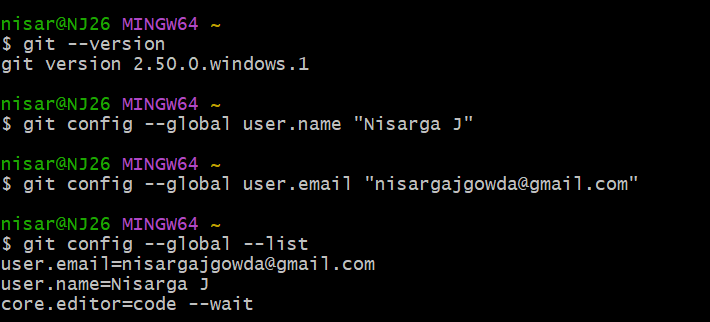 nisar@NJ26 MINGW64 ~
$ git --version
git version 2.50.0.windows.1
nisar@NJ26 MINGW64 ~
$ git config --global user.name "Nisarga J"
nisar@NJ26 MINGW64 ~
$ git config --global user.email "nisargajgowda@gmail.com"
nisar@NJ26 MINGW64 ~
$ git config --global --list
user.email=nisargajgowda@gmail.com
user.name=Nisarga J
core.editor=code --wait